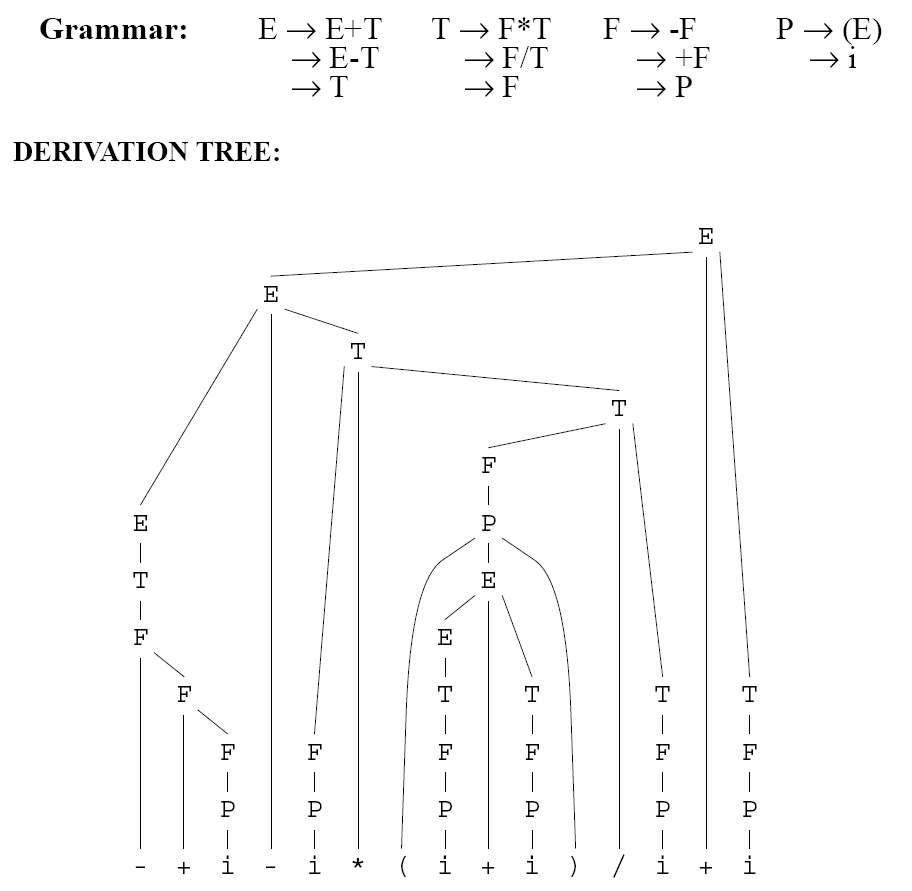 Grammar: E → E+T T → F*T F → -F P → (E)
→ E-T → F/T → +F → i
→ T → F → P
DERIVATION TREE:
E
E
T
T
F
E P
T E
F E
F T T T T
F F F F F F
P P P P P P
- + i - i * ( i + i ) / i + i